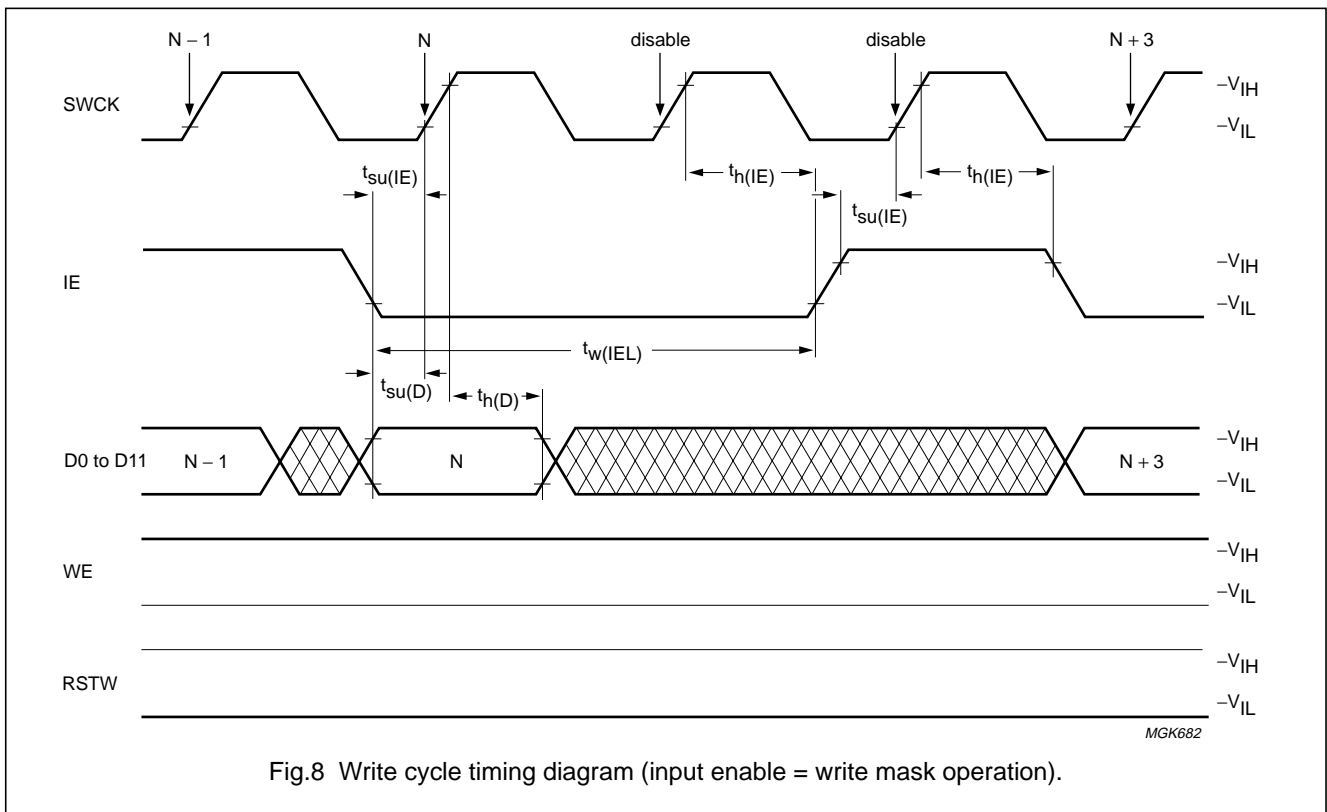 N – 1 N disable disable N + 3
SWCK –VIH
–VIL
tsu(IE) th(IE) th(IE)
tsu(IE)
IE –VIH
–VIL
tw(IEL)
tsu(D) th(D)
D0 to D11 N – 1 N N + 3 –VIH
–VIL
WE –VIH
–VIL
RSTW –VIH
–VIL
MGK682
Fig.8 Write cycle timing diagram (input enable = write mask operation).